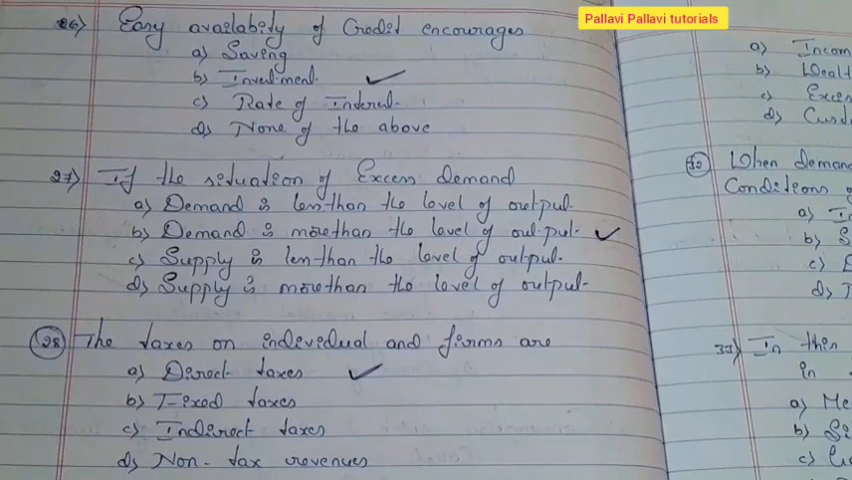 Pallavi Pallavi tutorials
26) Easy availability of Credit encourages
a) Saving
b) Investment
c) Rate of Interest
d) None of the above
27) If the situation of Excess demand
a) Demand is less than the level of output
b) Demand is more than the level of output
c) Supply is less than the level of output
d) Supply is more than the level of output
28) The taxes on individual and firms are
a) Direct taxes
b) Fixed taxes
c) Indirect taxes
d) Non-tax revenues
a) Incom
b) Wealt
c) Exces
d) Custo
When demand
Conditions of
a)
b) S
c)
d)
33) In this
in
a) Me
b)
c)